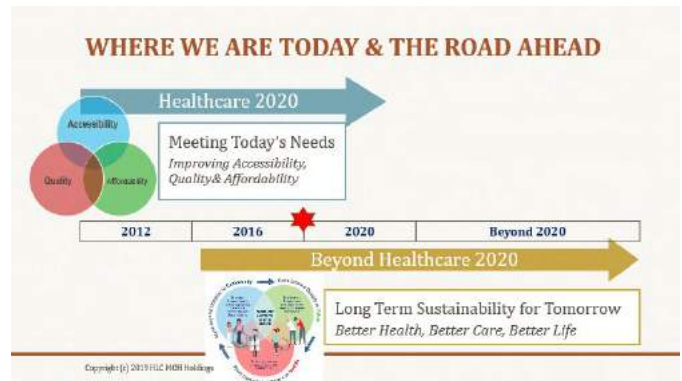 WHERE WE ARE TODAY & THE ROAD AHEAD
Healthcare 2020
Accessibility
Quality
Affordability
Meeting Today's Needs
Improving Accessibility,
Quality& Affordability
2012 2016 2020 Beyond 2020
Beyond Healthcare 2020
Long Term Sustainability for Tomorrow
Better Health, Better Care, Better Life
Copyright (c) 2019 HLC MOH Holdings